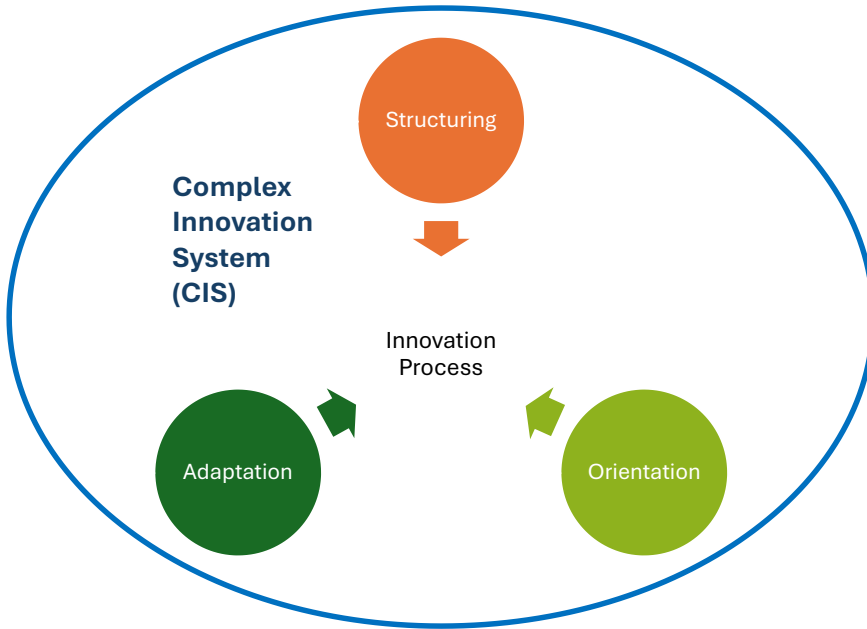 Structuring
Complex
Innovation
System
(CIS)
Innovation
Process
Adaptation
Orientation